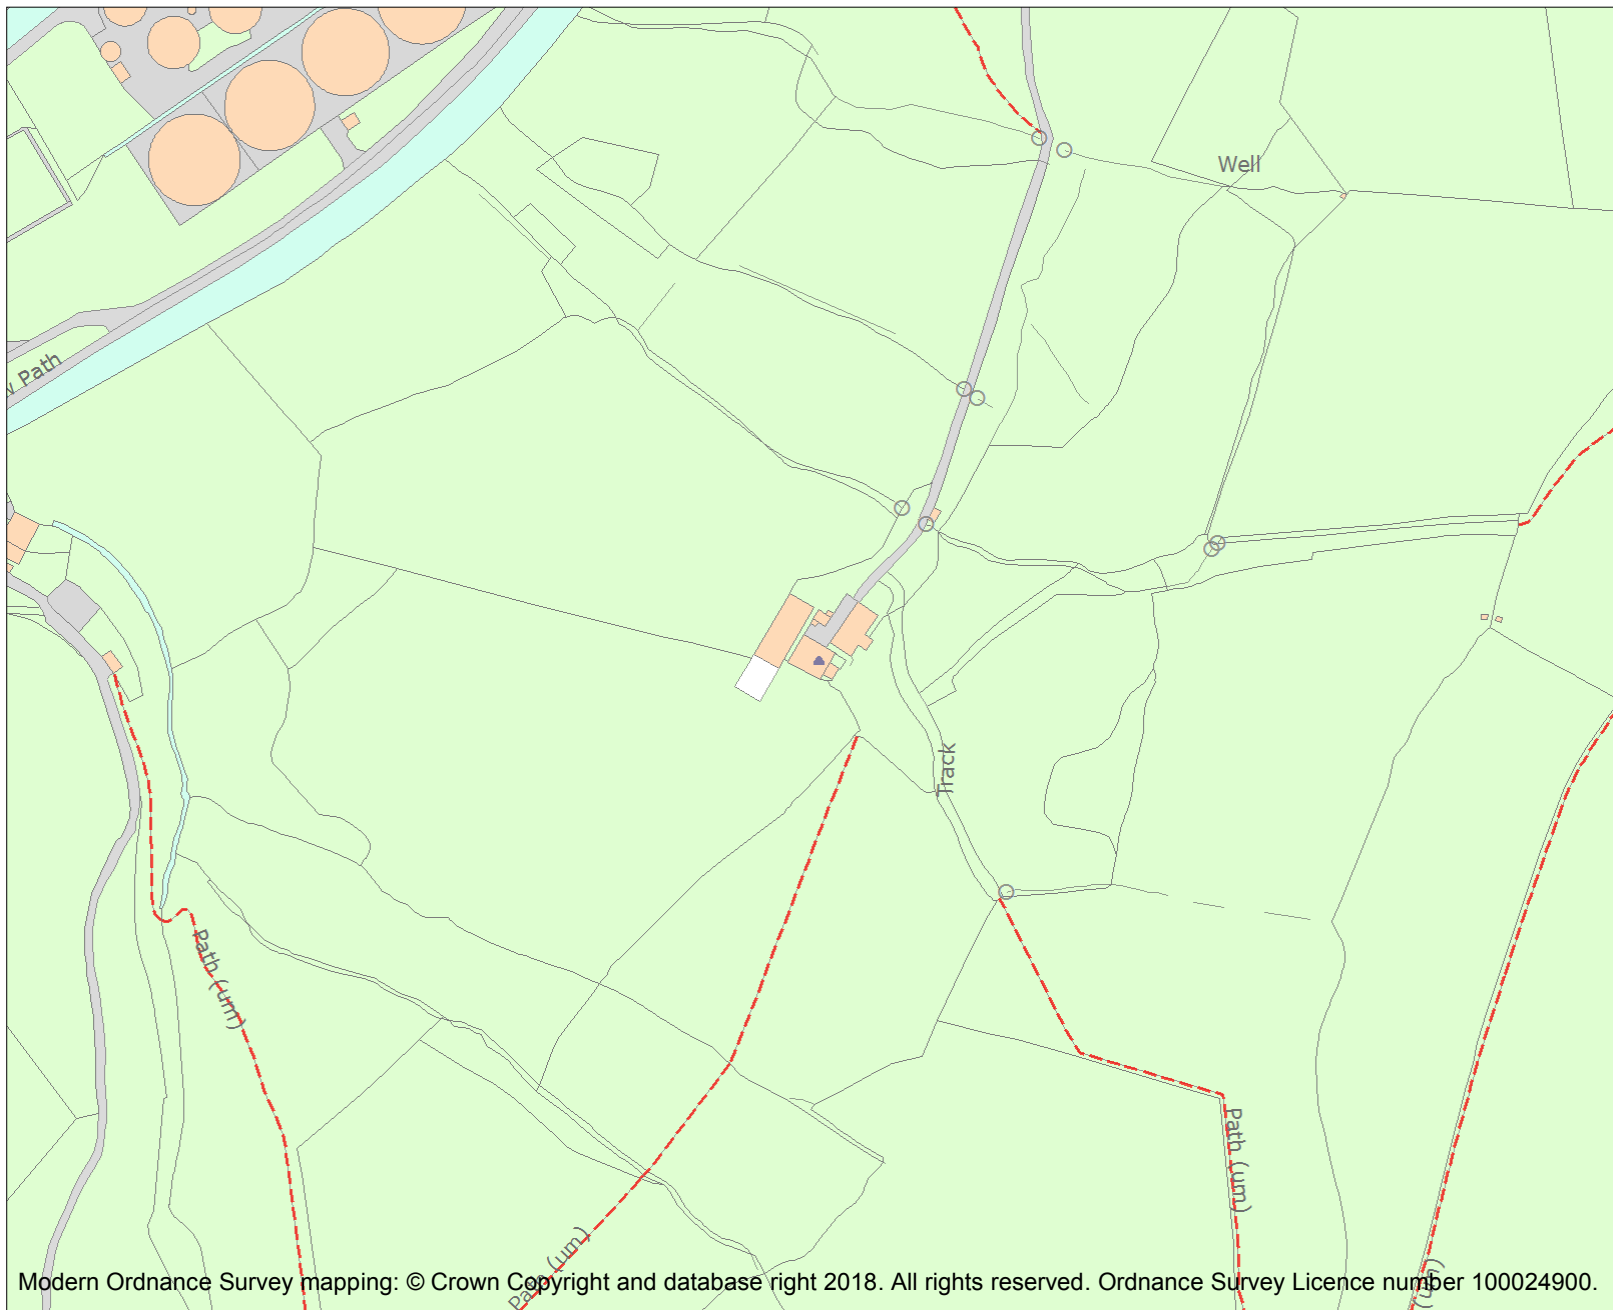 Well
Path
Track
Path (um)
Path (um)
Path (um)
(um)
Modern Ordnance Survey mapping: © Crown Copyright and database right 2018. All rights reserved. Ordnance Survey Licence number 100024900.